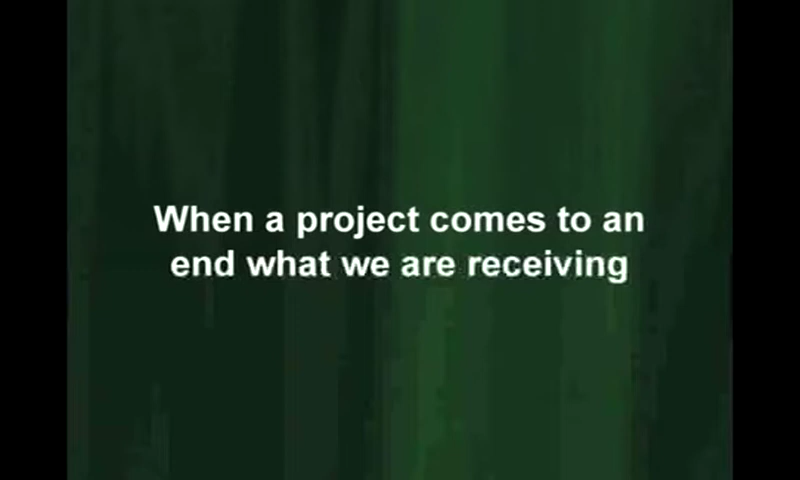 When a project comes to an
end what we are receiving